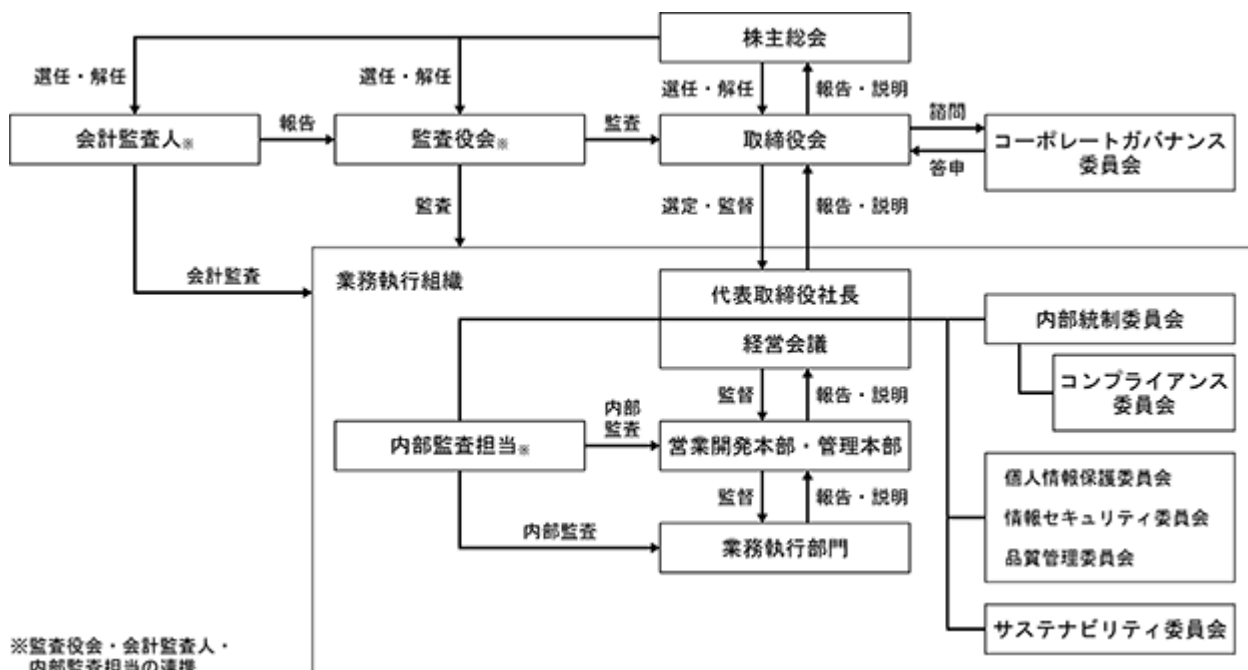 株主総会
選任・解任
選任・解任
選任・解任
報告・説明
会計監査人※
報告
監査役会※
監査
取締役会
諮問
答申
コーポレートガバナンス
委員会
監査
選定・監督
報告・説明
会計監査
業務執行組織
代表取締役社長
経営会議
内部統制委員会
コンプライアンス
委員会
監督
報告・説明
内部監査担当※
内部
監査
営業開発本部・管理本部
監督
報告・説明
内部監査
業務執行部門
個人情報保護委員会
情報セキュリティ委員会
品質管理委員会
サステナビリティ委員会
※監査役会・会計監査人・
内部監査担当の連携